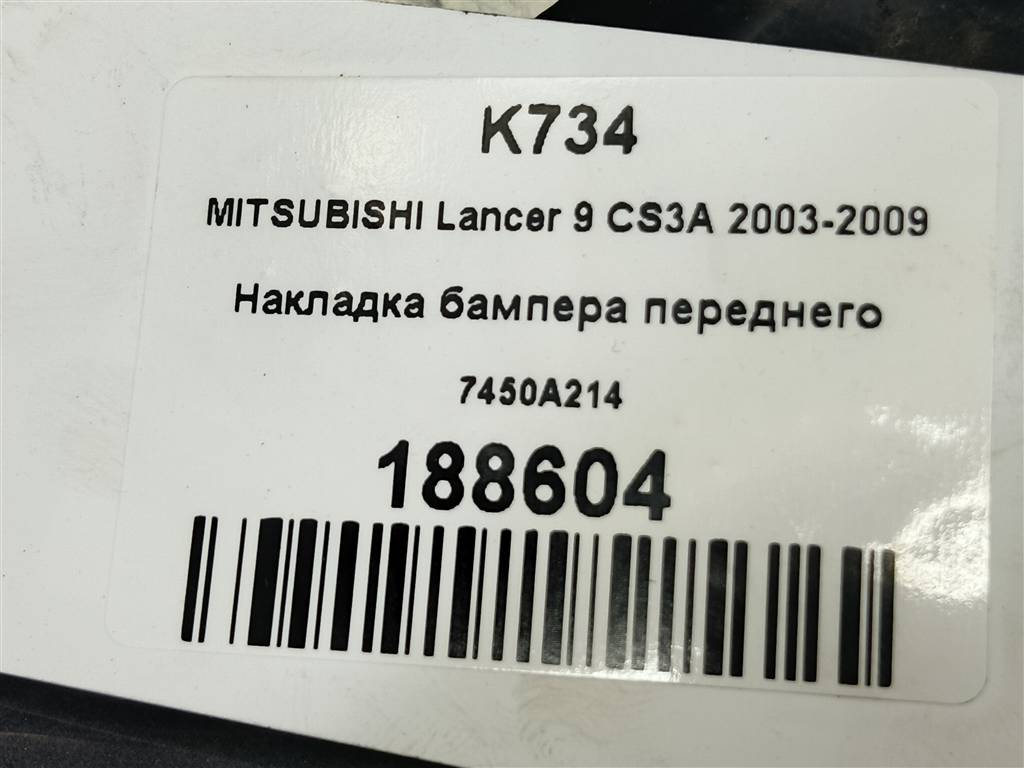 K734
MITSUBISHI Lancer 9 CS3A 2003-2009
Накладка бампера переднего
7450A214
188604